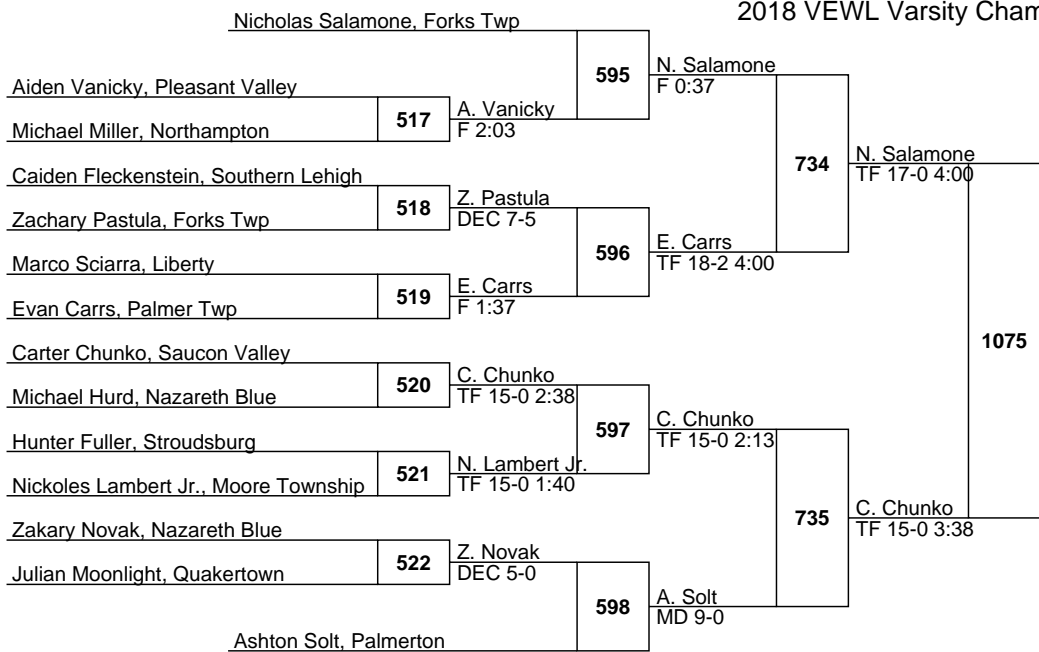 2018 VEWL Varsity Cham
Nicholas Salamone, Forks Twp
595
N. Salamone
F 0:37
Aiden Vanicky, Pleasant Valley
517
A. Vanicky
F 2:03
Michael Miller, Northampton
734
N. Salamone
TF 17-0 4:00
Caiden Fleckenstein, Southern Lehigh
518
Z. Pastula
DEC 7-5
Zachary Pastula, Forks Twp
596
E. Carrs
TF 18-2 4:00
Marco Sciarra, Liberty
519
E. Carrs
F 1:37
Evan Carrs, Palmer Twp
1075
Carter Chunko, Saucon Valley
520
C. Chunko
TF 15-0 2:38
Michael Hurd, Nazareth Blue
597
C. Chunko
TF 15-0 2:13
Hunter Fuller, Stroudsburg
521
N. Lambert Jr.
TF 15-0 1:40
Nickoles Lambert Jr., Moore Township
735
C. Chunko
TF 15-0 3:38
Zakary Novak, Nazareth Blue
522
Z. Novak
DEC 5-0
Julian Moonlight, Quakertown
598
A. Solt
MD 9-0
Ashton Solt, Palmerton